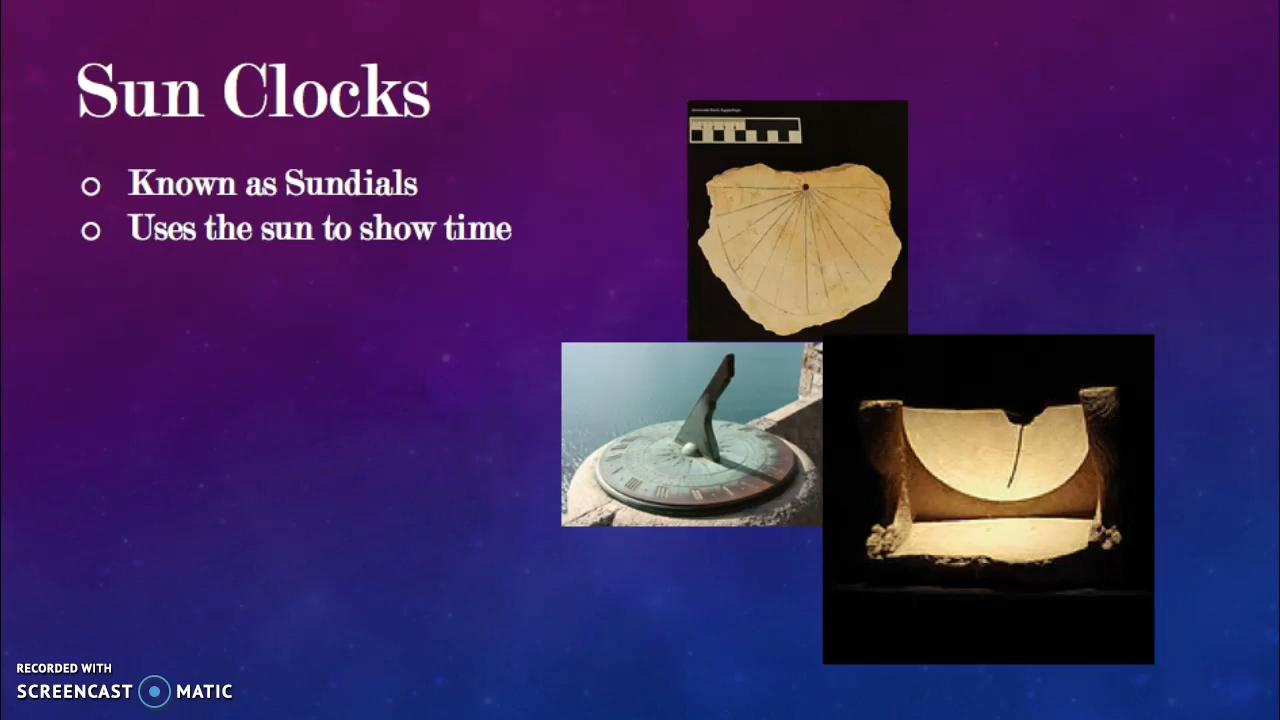 Sun Clocks
Known as Sundials
Uses the sun to show time
RECORDED WITH
SCREENCAST MATIC